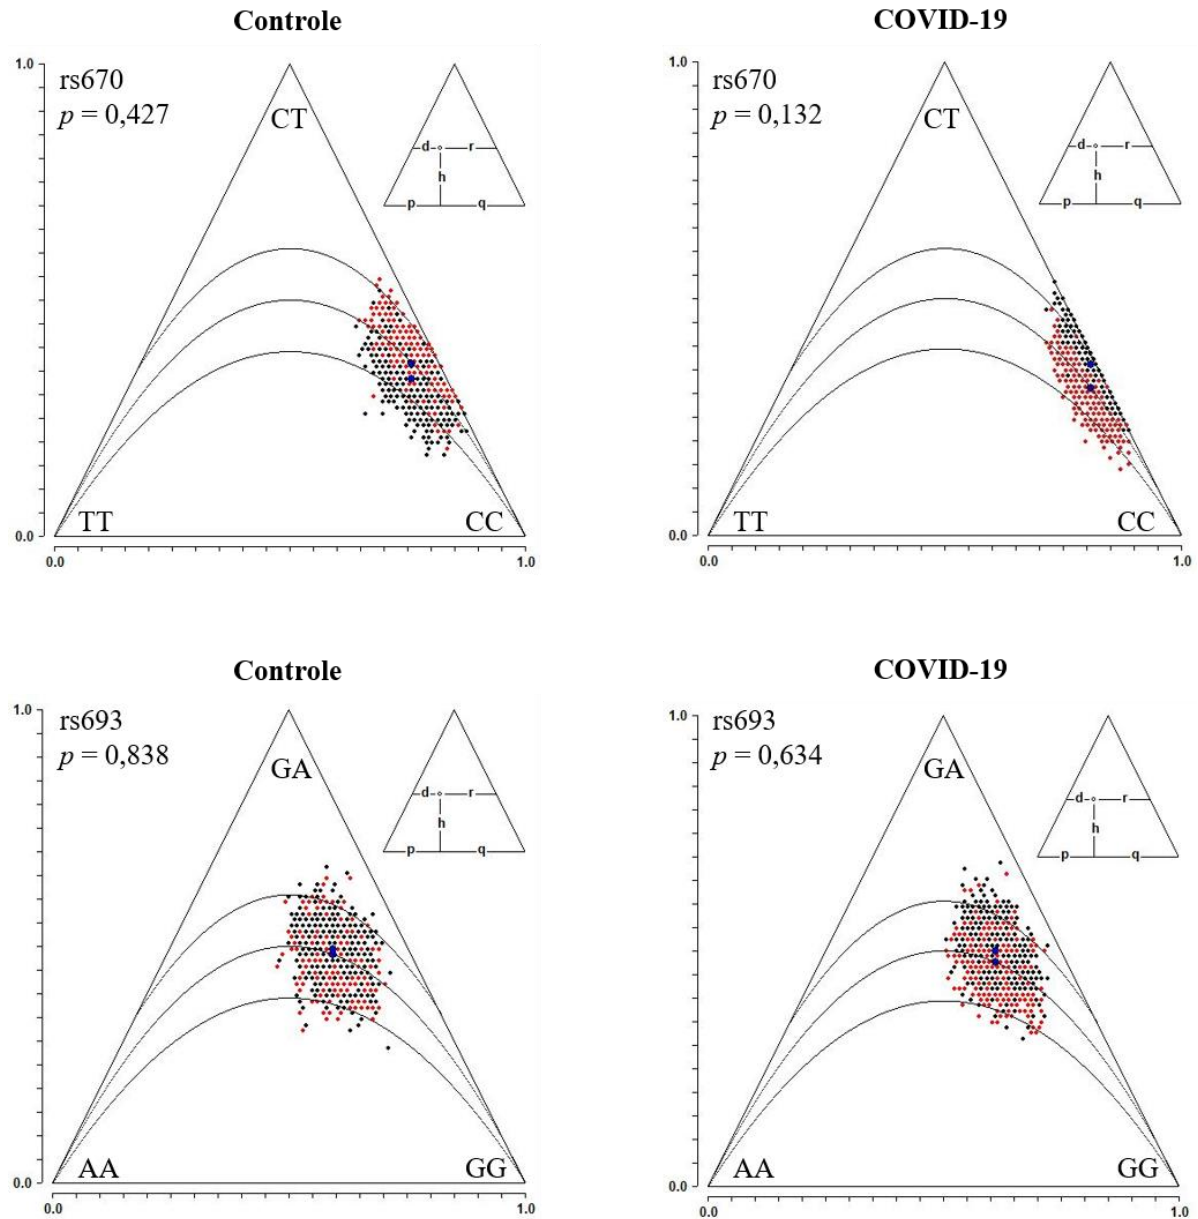 Controle
1.0
rs670
p = 0,427
CT
d
r
h
p
q
TT
CC
0.0
0.0
1.0
COVID-19
1.0
rs670
p = 0,132
CT
d
r
h
p
q
TT
CC
0.0
0.0
1.0
Controle
1.0
rs693
p = 0,838
GA
d
r
h
p
q
AA
GG
0.0
0.0
1.0
COVID-19
1.0
rs693
p = 0,634
GA
d
r
h
p
q
AA
GG
0.0
0.0
1.0